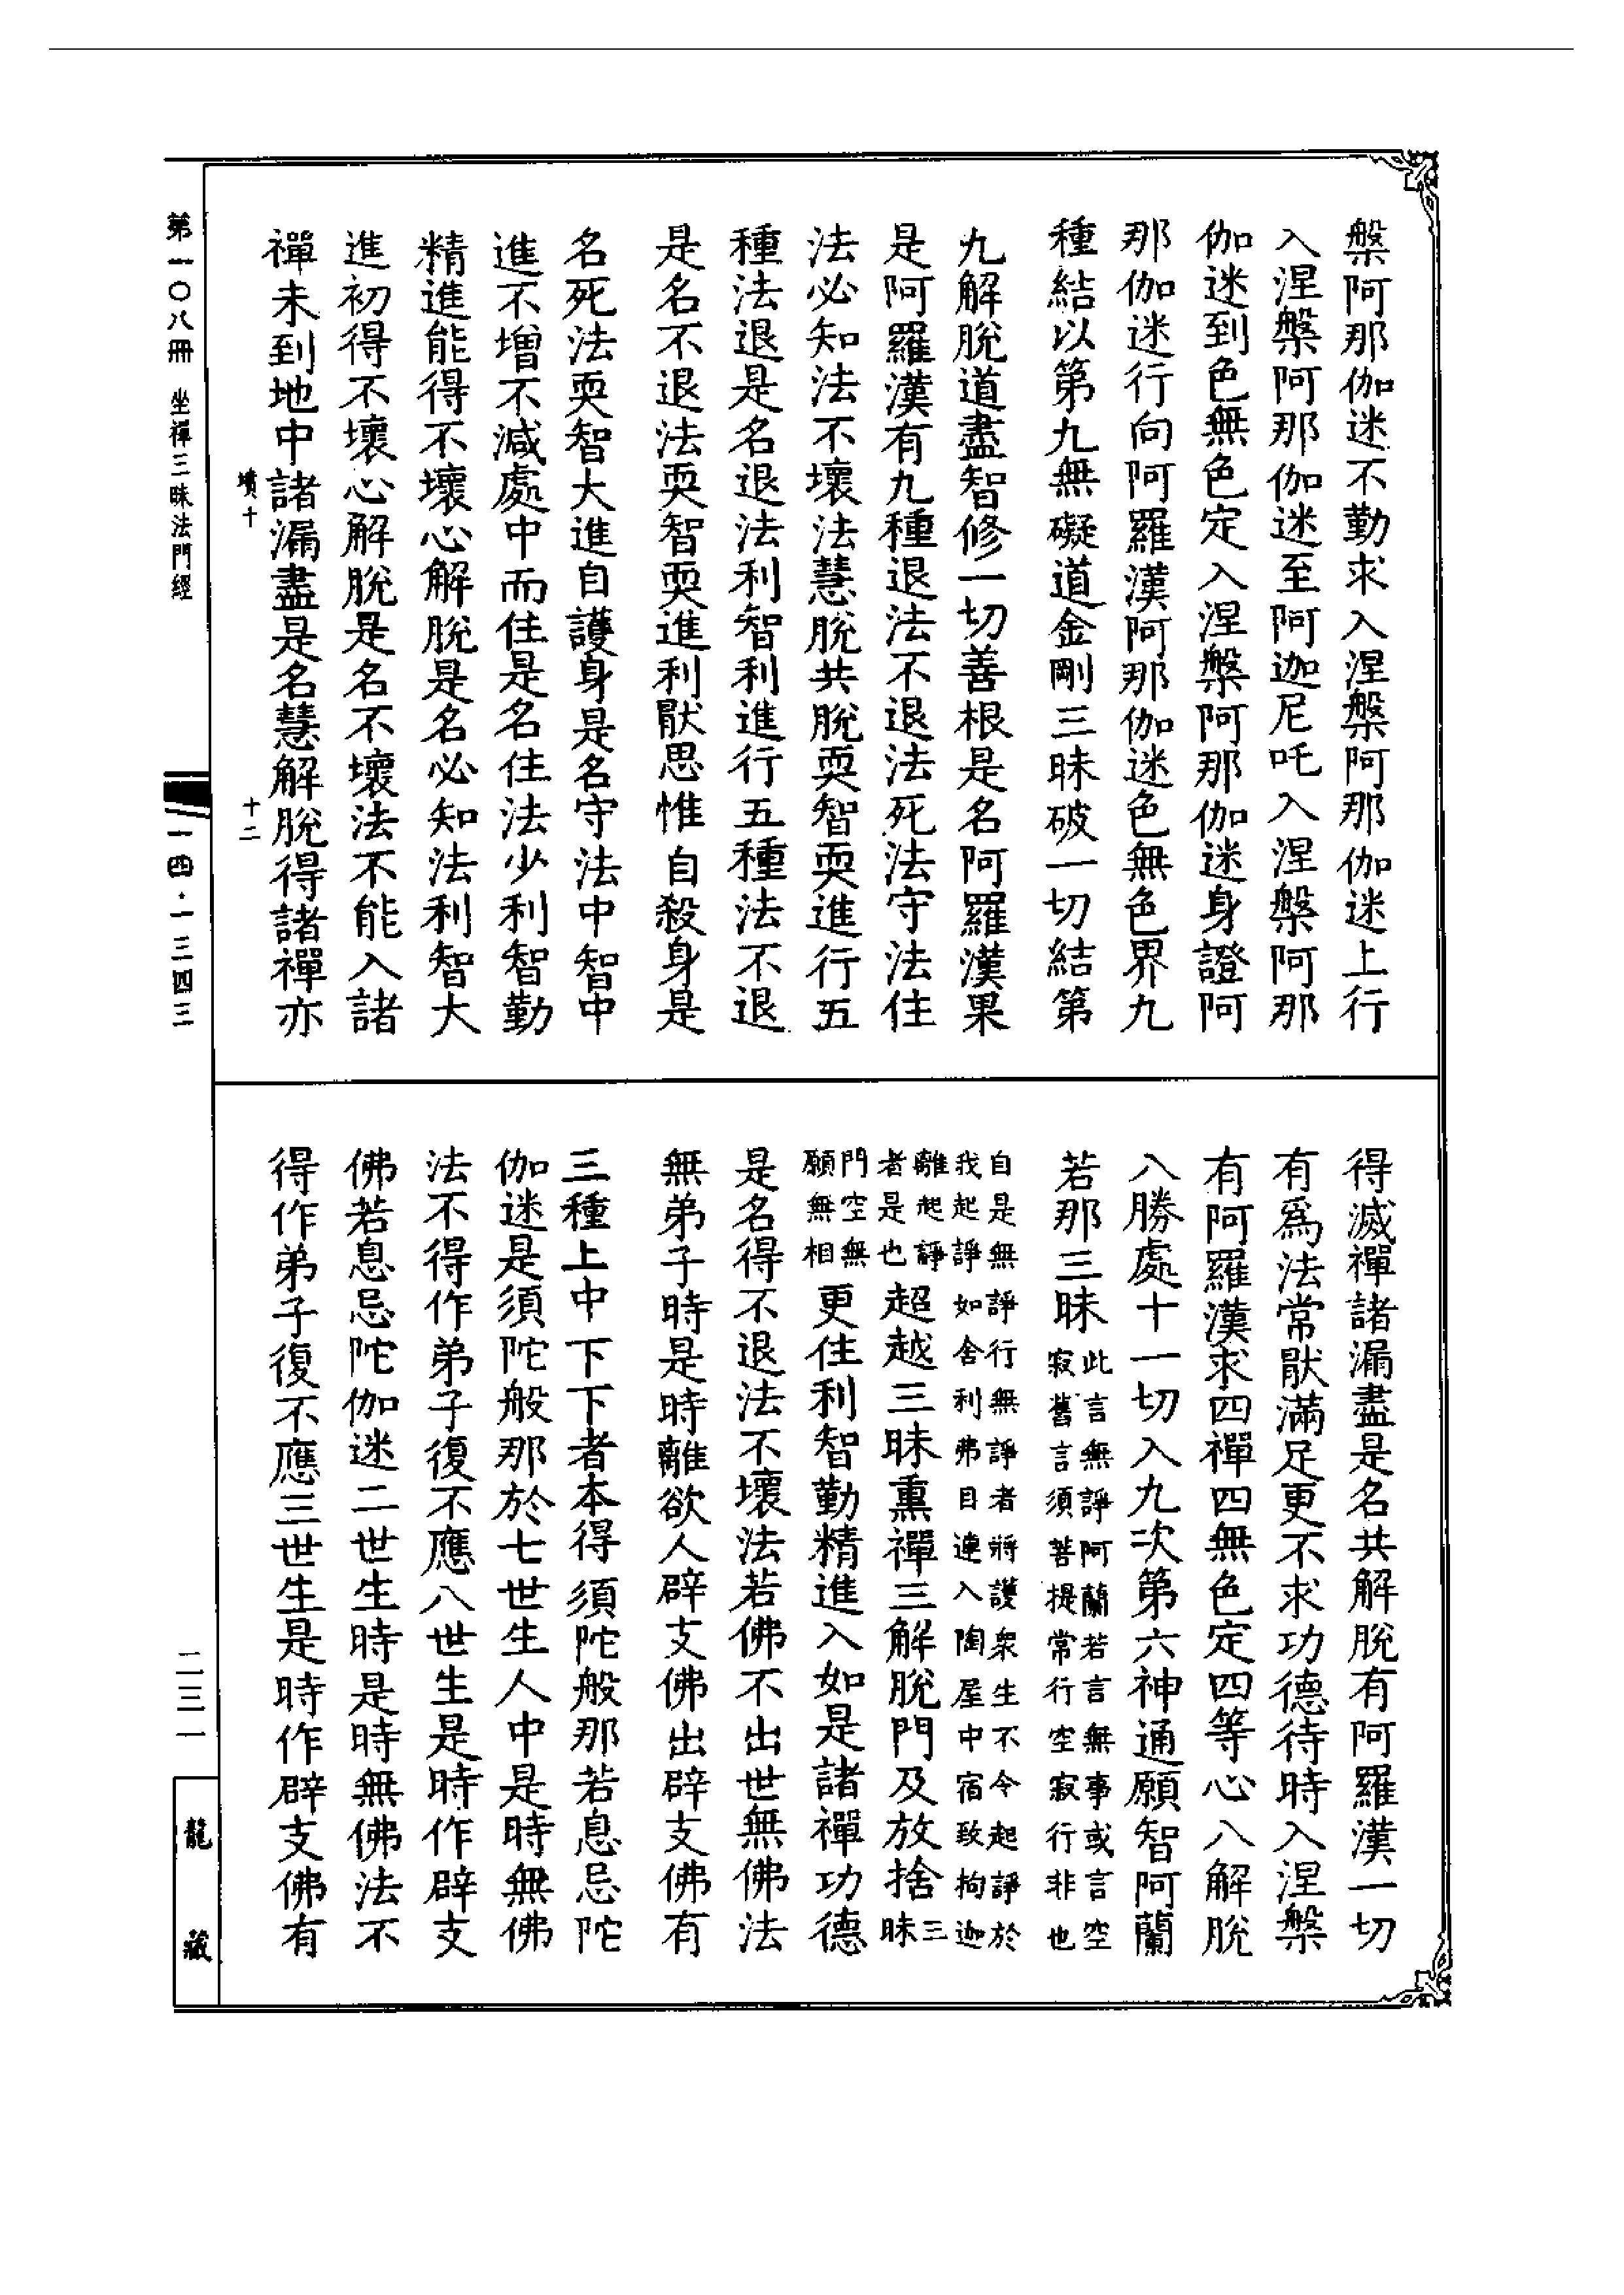 槃阿那伽迷不勤求入涅槃阿那伽迷上行
入涅槃阿那伽迷至阿迦尼吒入涅槃阿那
伽迷到色無色定入涅槃阿那伽迷身證阿
那伽迷行向阿羅漢阿那伽迷色無色界九
種結以第九無礙道金剛三昧破一切結第
九解脫道盡智修一切善根是名阿羅漢果
是阿羅漢有九種退法不退法死法守法住
法必知法不壞法慧脫共脫耎智耎進行五
種法退是名退法利智利進行五種法不退
是名不退法耎智耎進利猒思惟自殺身是
名死法耎智大進自護身是名守法中智中
進不增不減處中而住是名住法少利智勤
精進能得不壞心解脫是名必知法利智大
進初得不壞心解脫是名不壞法不能入諸
禪未到地中諸漏盡是名慧解脫得諸禪亦
得滅禪諸漏盡是名共解脫有阿羅漢一切
有為法常猒滿足更不求功德待時入涅槃
有阿羅漢求四禪四無色定四等心八解脫
八勝處十一切入九次第六神通願智阿蘭
若那三昧此言無諍阿蘭若言無事或言空
寂舊言須菩提常行空寂行非也
自是無諍行無諍者將護眾生不令起諍於
我起諍如舍利弗目連入陶屋中宿致拘迦
離起諍
者是也超越三昧熏禪三解脫門及放捨三
昧
門空無
願無相更住利智勤精進入如是諸禪功德
是名得不退法不壞法若佛不出世無佛法
無弟子時是時離欲人辟支佛出辟支佛有
三種上中下下者本得須陀般那若息忌陀
伽迷是須陀般那於七世生人中是時無佛
法不得作弟子復不應八世生是時作辟支
佛若息忌陀伽迷二世生時是時無佛法不
得作弟子復不應三世生是時作辟支佛有
第一〇八冊 坐禪三昧法門經
墳十
十二
一四·一三四三
二三一
龍藏